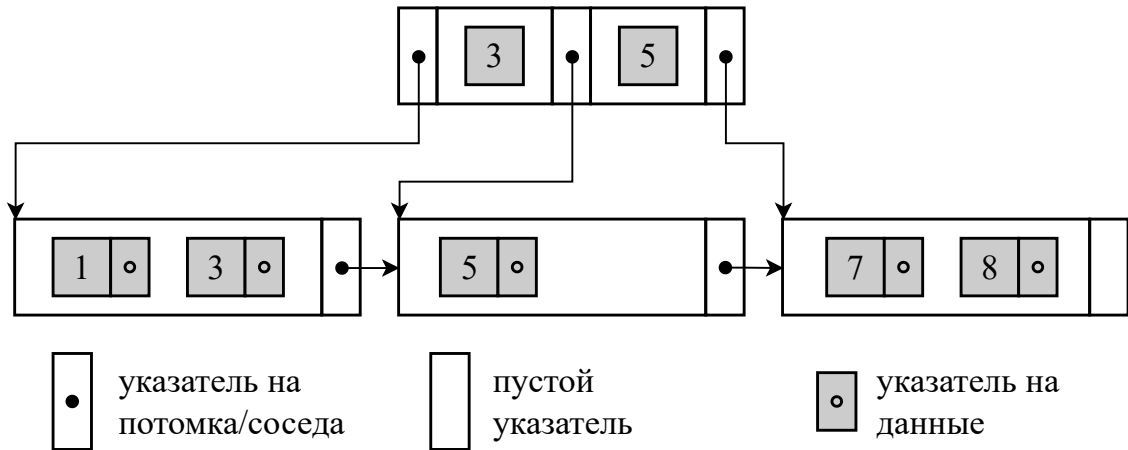 3 5
1 3 5 7 8
указатель на
потомка/соседа
пустой
указатель
указатель на
данные